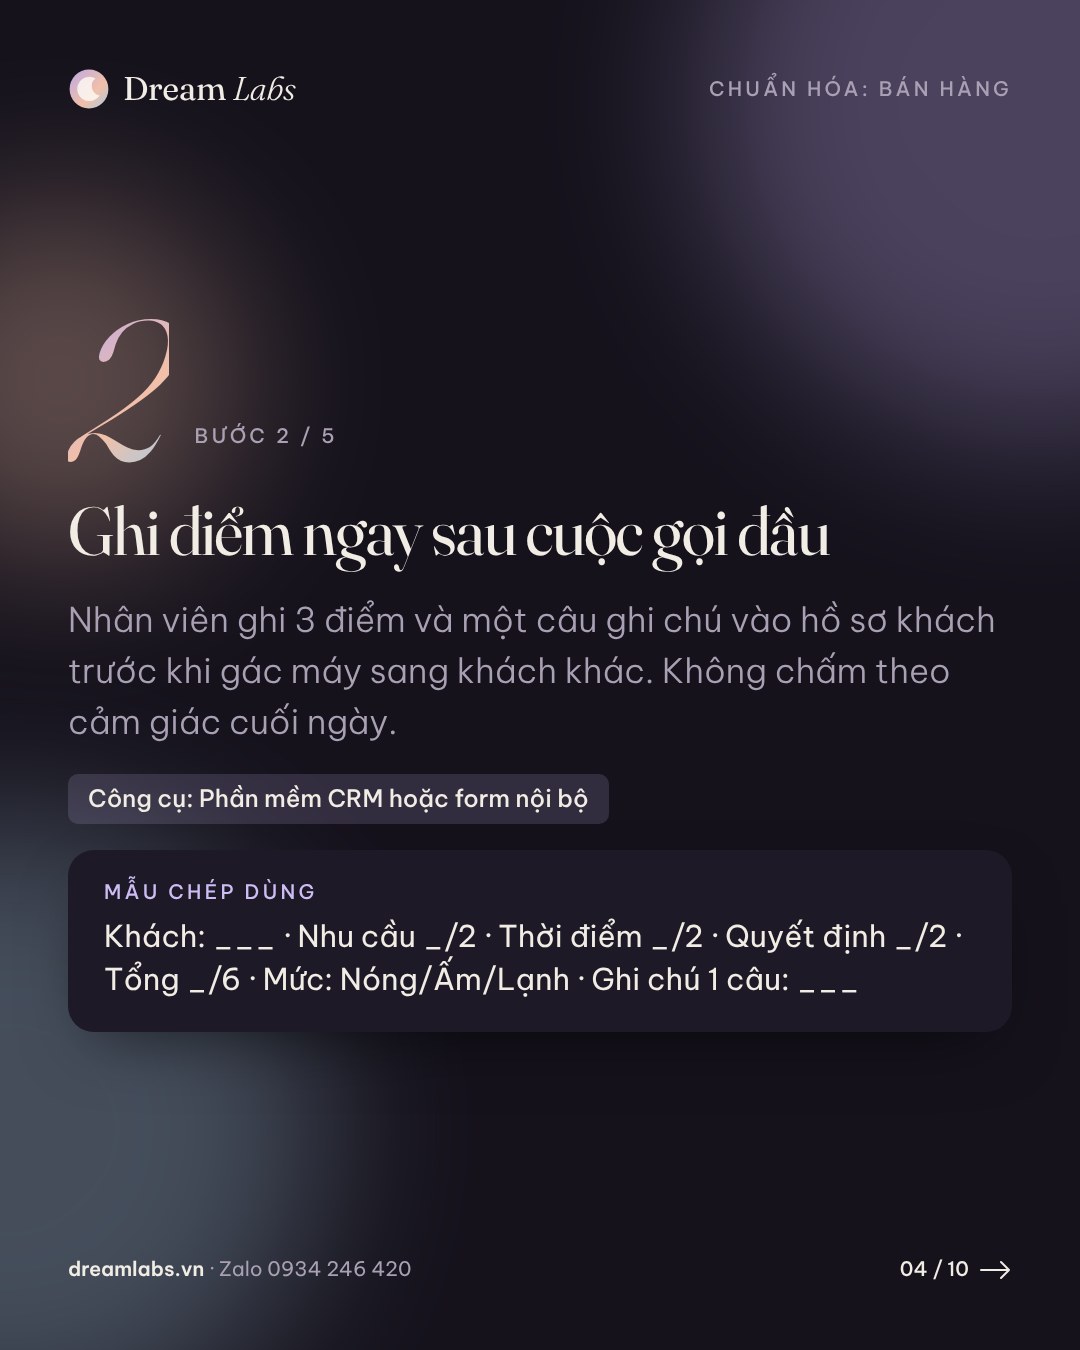 Dream Labs
CHUẨN HÓA: BÁN HÀNG
2
BƯỚC 2 / 5
Ghi điểm ngay sau cuộc gọi đầu
Nhân viên ghi 3 điểm và một câu ghi chú vào hồ sơ khách
trước khi gác máy sang khách khác. Không chấm theo
cảm giác cuối ngày.
Công cụ: Phần mềm CRM hoặc form nội bộ
MẪU CHÉP DÙNG
Khách: _ _ _ · Nhu cầu _/2 · Thời điểm _/2 · Quyết định _/2 ·
Tổng _/6 · Mức: Nóng/Ấm/Lạnh · Ghi chú 1 câu: _ _ _
dreamlabs.vn · Zalo 0934 246 420
04 / 10 →